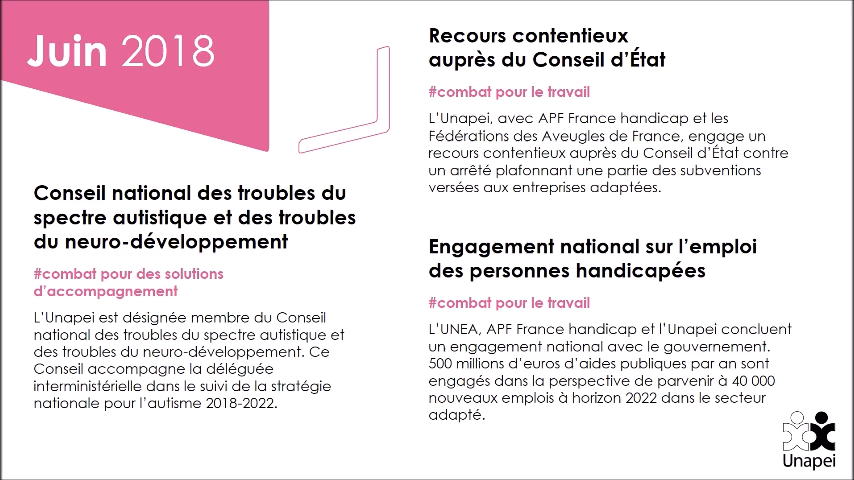 Juin 2018
Conseil national des troubles du
spectre autistique et des troubles
du neuro-développement
#combat pour des solutions
d'accompagnement
L'Unapei est désignée membre du Conseil
national des troubles du spectre autistique et
des troubles du neuro-développement. Ce
Conseil accompagne la déléguée
interministérielle dans le suivi de la stratégie
nationale pour l'autisme 2018-2022.
Recours contentieux
auprès du Conseil d'État
#combat pour le travail
L'Unapei, avec APF France handicap et les
Fédérations des Aveugles de France, engage un
recours contentieux auprès du Conseil d'État contre
un arrêté plafonnant une partie des subventions
versées aux entreprises adaptées.
Engagement national sur l'emploi
des personnes handicapées
#combat pour le travail
L'UNEA, APF France handicap et l'Unapei concluent
un engagement national avec le gouvernement.
500 millions d'euros d'aides publiques par an sont
engagés dans la perspective de parvenir à 40 000
nouveaux emplois à horizon 2022 dans le secteur
adapté.
Unapei